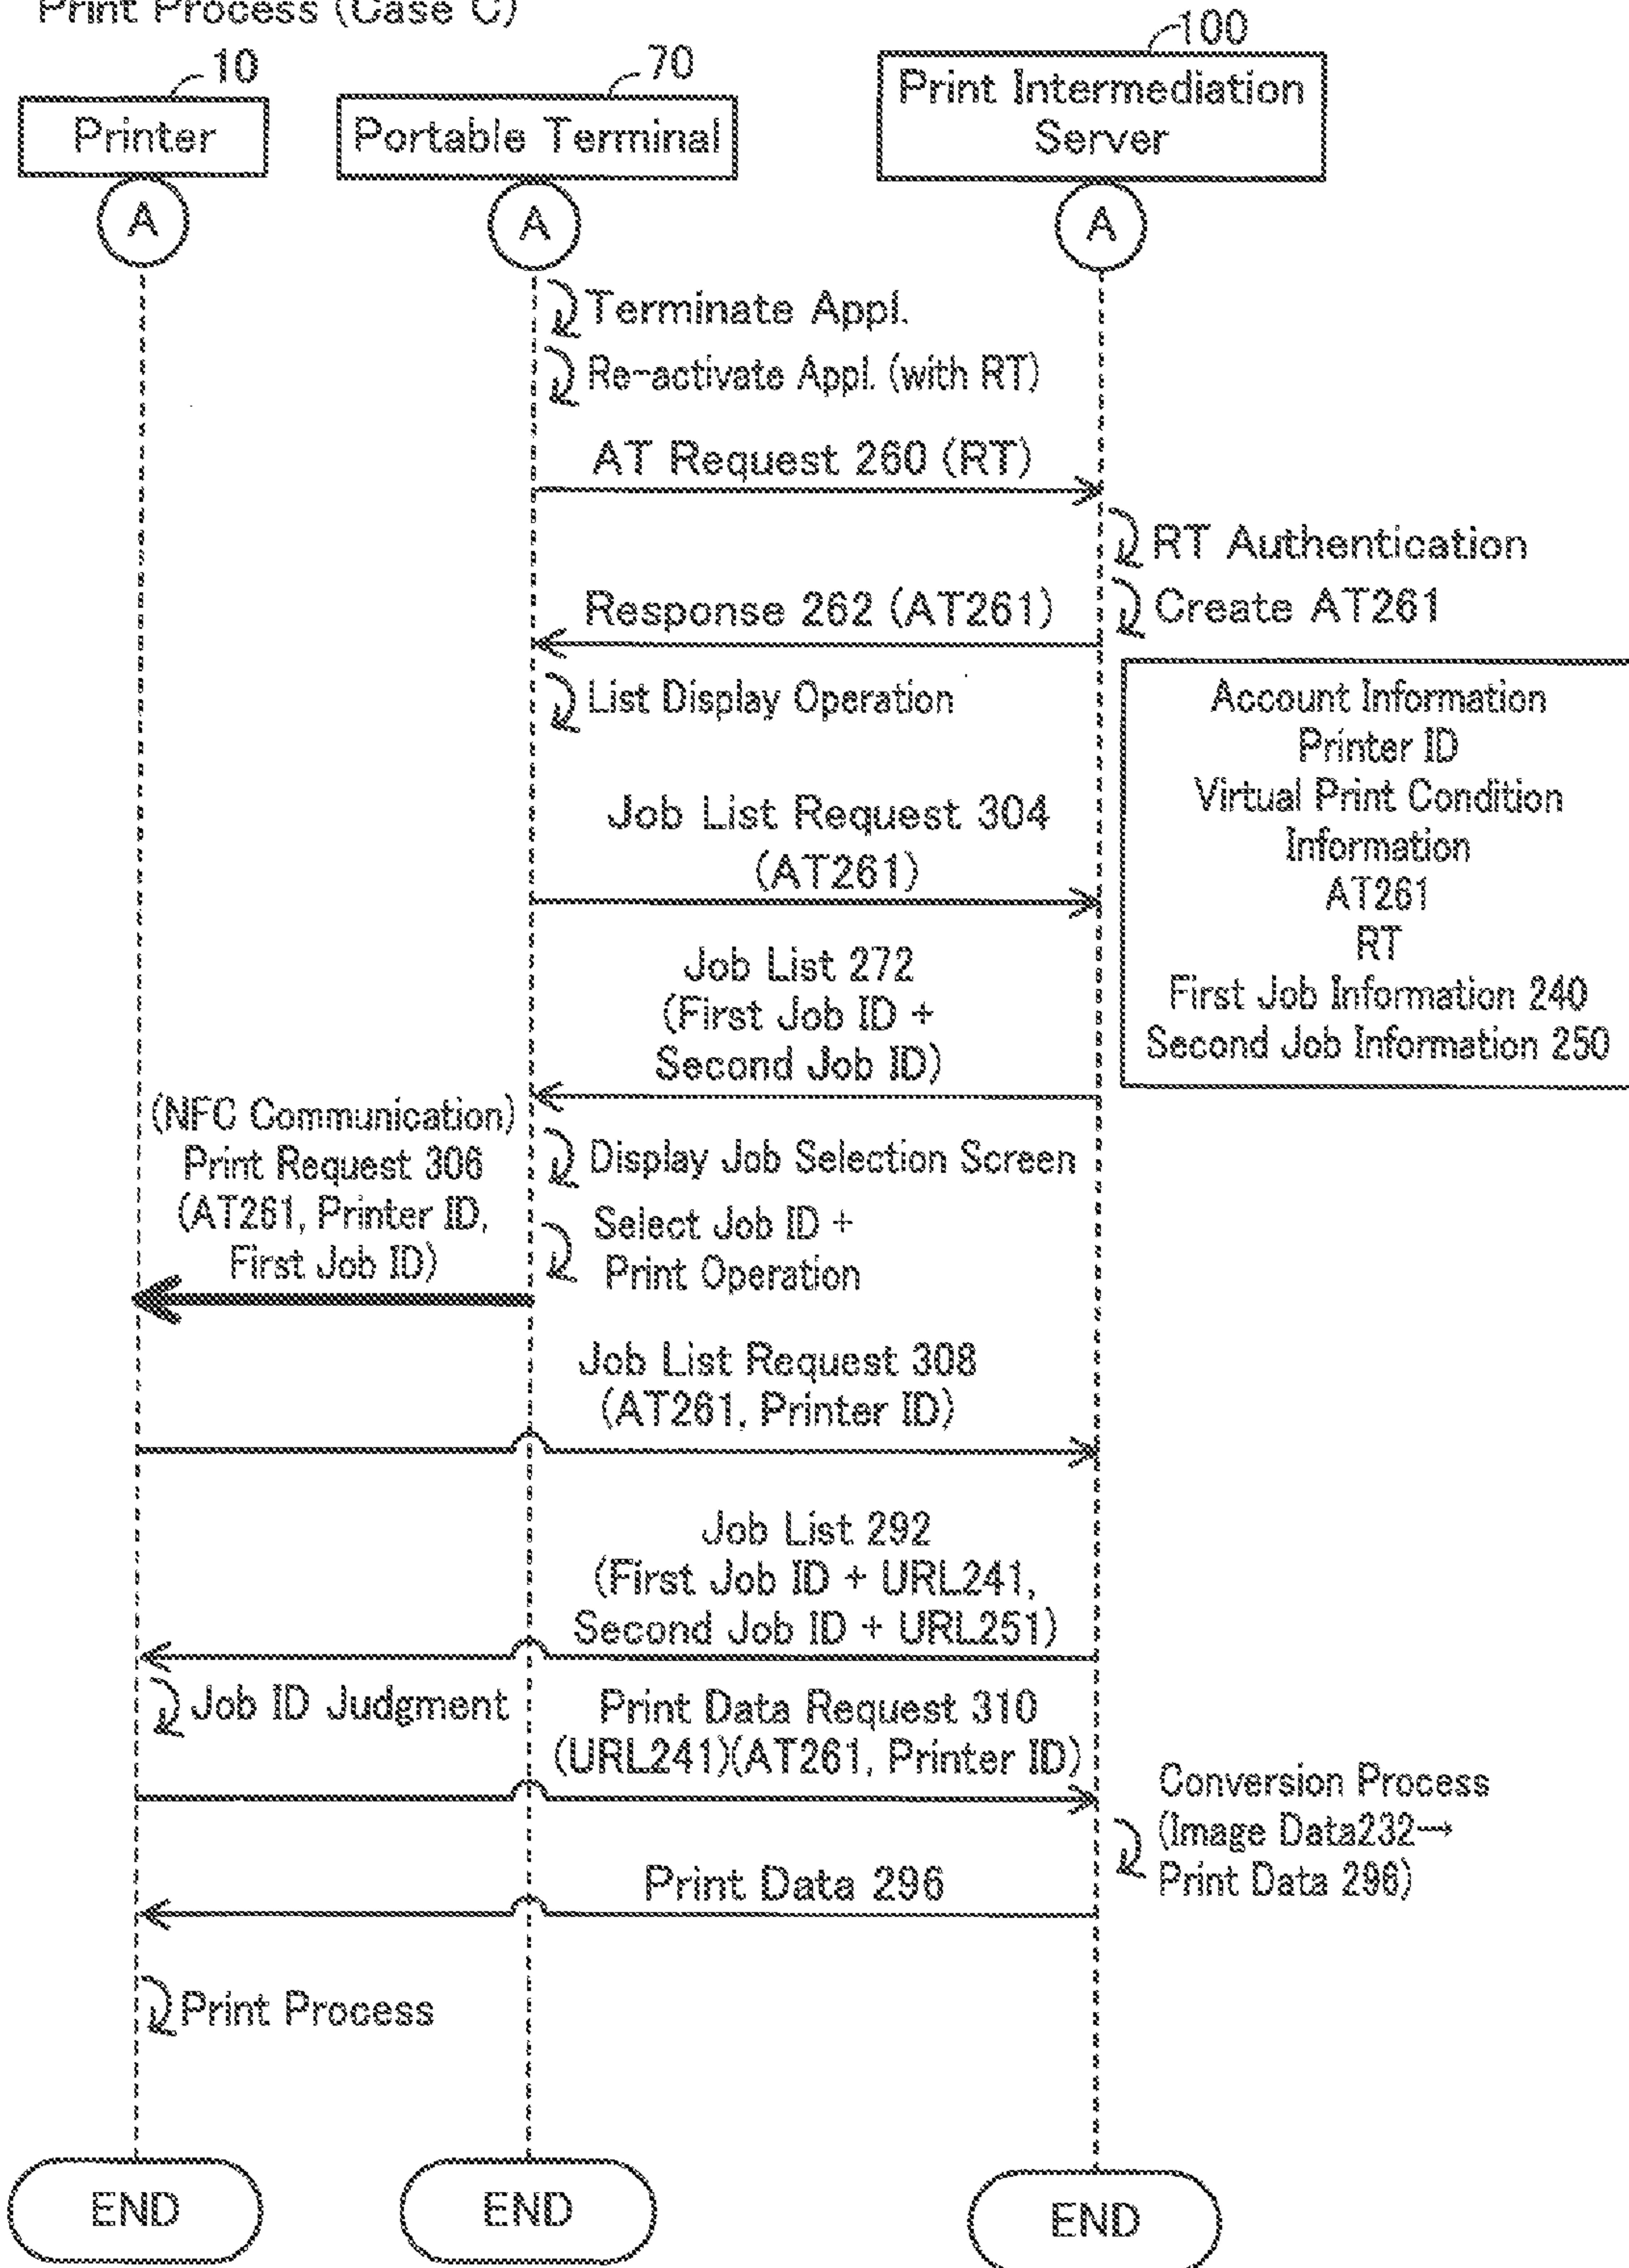 Print Process (Case C)
10
70
100
Printer
Portable Terminal
Print Intermediation
Server
A
A
A
Terminate Appl.
Re-activate Appl. (with RT)
AT Request 260 (RT)
RT Authentication
Create AT261
Response 262 (AT261)
List Display Operation
Account Information
Printer ID
Virtual Print Condition
Information
AT261
RT
First Job Information 240
Second Job Information 250
Job List Request 304
(AT261)
Job List 272
(First Job ID +
Second Job ID)
(NFC Communication)
Print Request 306
(AT261, Printer ID,
First Job ID)
Display Job Selection Screen
Select Job ID +
Print Operation
Job List Request 308
(AT261, Printer ID)
Job List 292
(First Job ID + URL241,
Second Job ID + URL251)
Job ID Judgment
Print Data Request 310
(URL241)(AT261, Printer ID)
Conversion Process
(Image Data232→
Print Data 296)
Print Data 296
Print Process
END
END
END